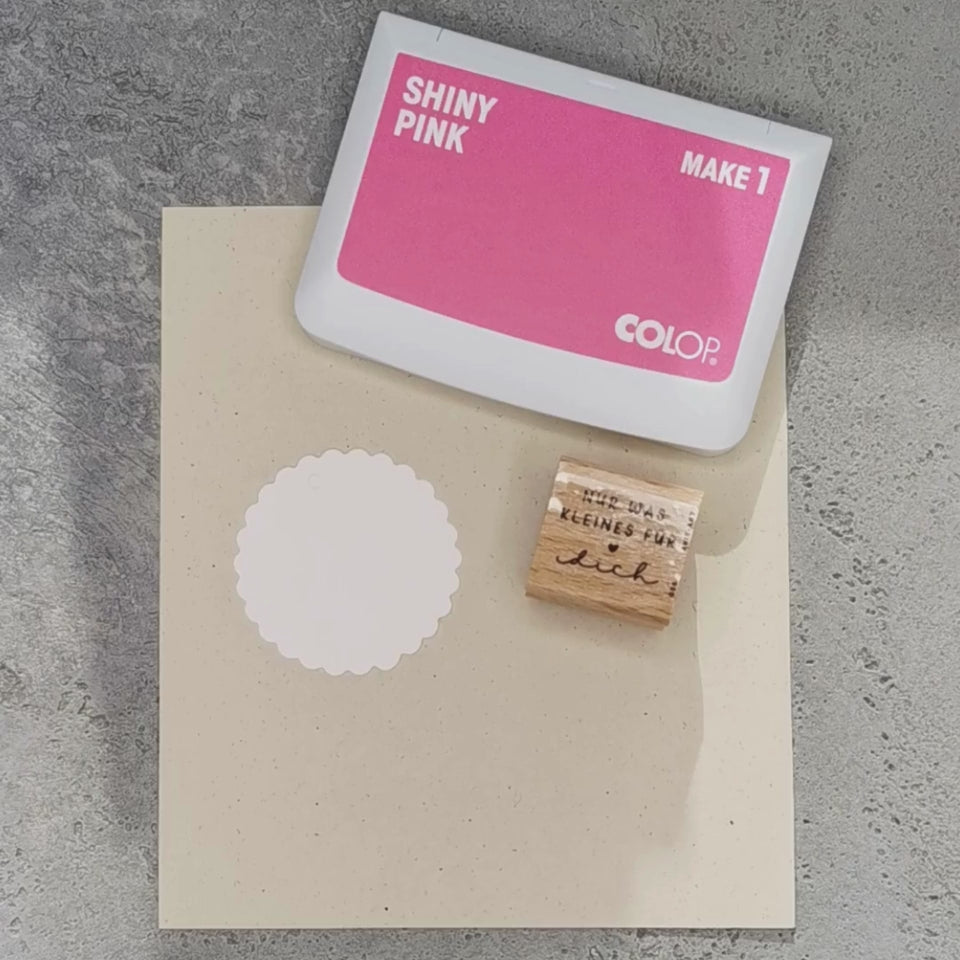 SHINY
PINK
MAKE 1
COLOP®
NUR WAS
KLEINES FÜR
dich